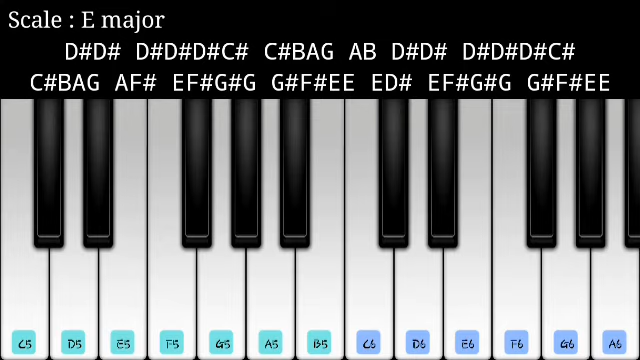 Scale : E major
D#D# D#D#D#C# C#BAG AB D#D# D#D#D#C#
C#BAG AF# EF#G#G G#F#EE ED# EF#G#G G#F#EE
C5 D5 E5 F5 G5 A5 B5 C6 D6 E6 F6 G6 A6